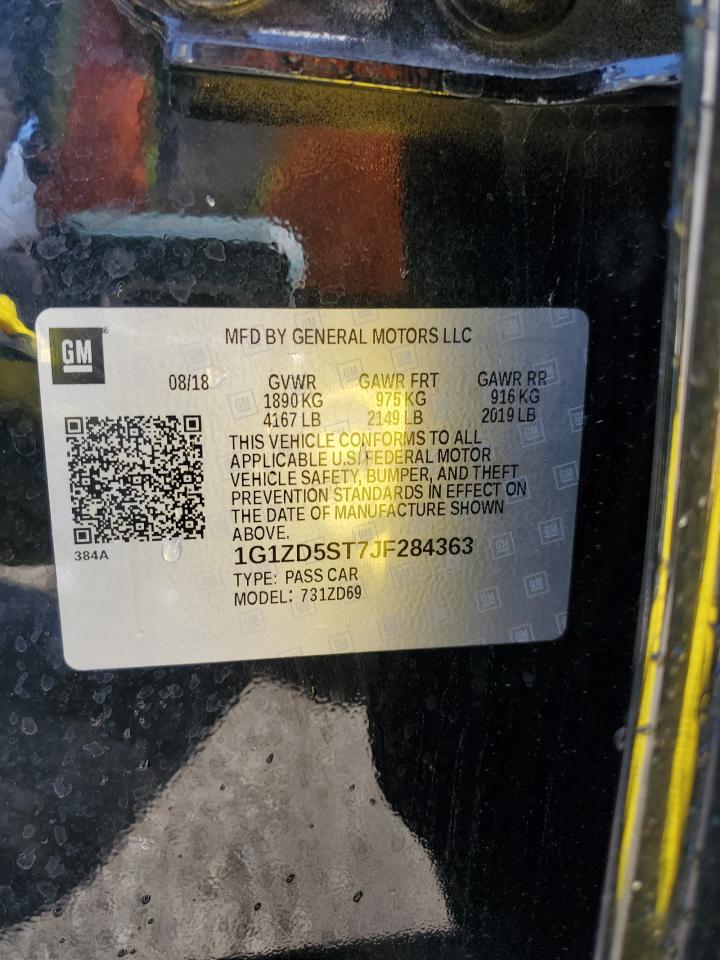 MFD BY GENERAL MOTORS LLC
GM
08/18 GVWR GAWR FRT GAWR RR
1890 KG 975 KG 916 KG
4167 LB 2149 LB 2019 LB
THIS VEHICLE CONFORMS TO ALL
APPLICABLE U.S. FEDERAL MOTOR
VEHICLE SAFETY, BUMPER, AND THEFT
PREVENTION STANDARDS IN EFFECT ON
THE DATE OF MANUFACTURE SHOWN
ABOVE.
384A
1G1ZD5ST7JF284363
TYPE: PASS CAR
MODEL: 731ZD69